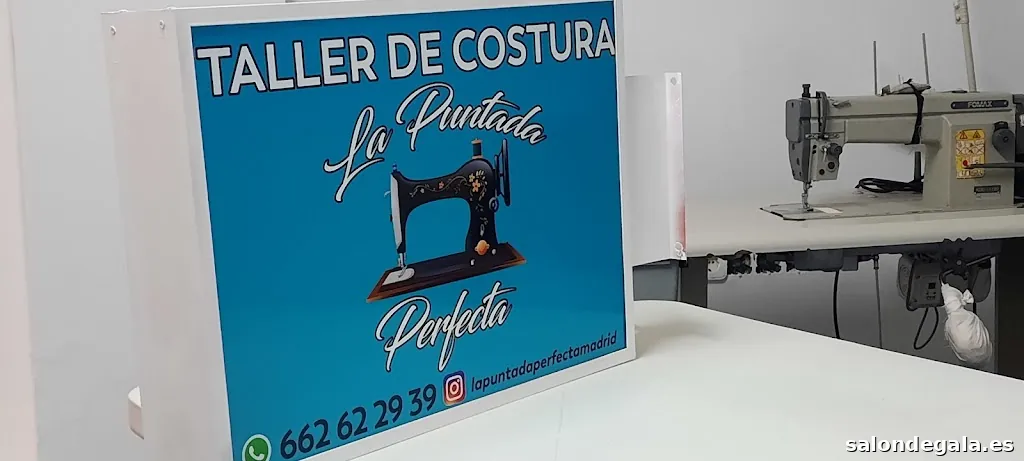 TALLER DE COSTURA
La Puntada
Perfecta
662 62 29 39 lapuntadaperfectamadrid
FOMAX
salondegala.es